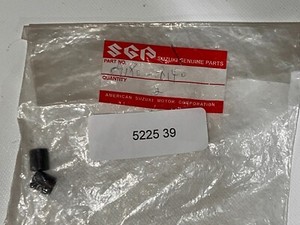 SGP SUZUKI GENUINE PARTS
PART NO.
QUANTITY
AMERICAN SUZUKI MOTOR CORPORATION
5225 39